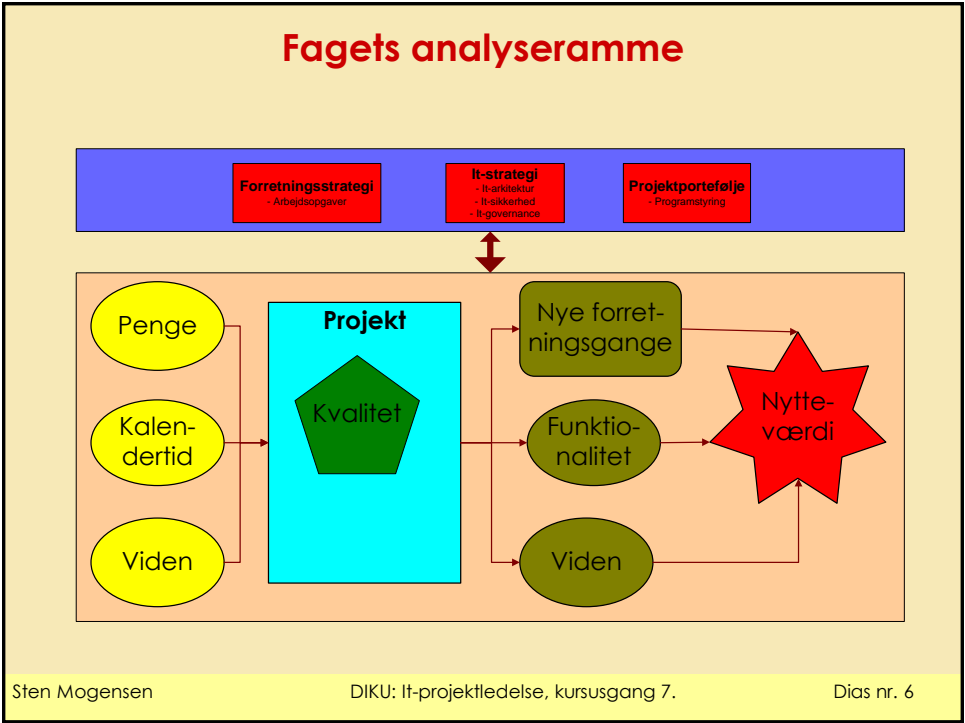 Fagets analyseramme
Forretningsstrategi
- Arbejdsopgaver
It-strategi
- It-arkitektur
- It-sikkerhed
- It-governance
Projektportefølje
- Programstyring
Penge
Kalen-
dertid
Viden
Projekt
Kvalitet
Nye forret-
ningsgange
Funktio-
nalitet
Viden
Nytte-
værdi
Sten Mogensen DIKU: It-projektledelse, kursusgang 7. Dias nr. 6